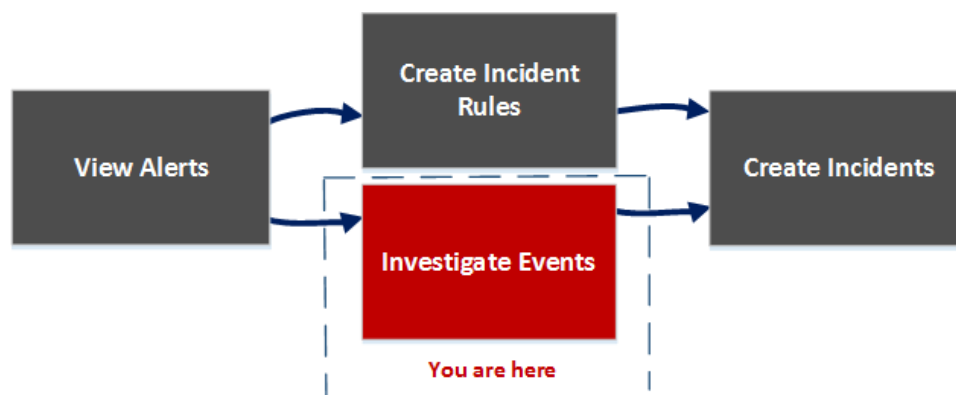 View Alerts
Create Incident
Rules
Investigate Events
You are here
Create Incidents